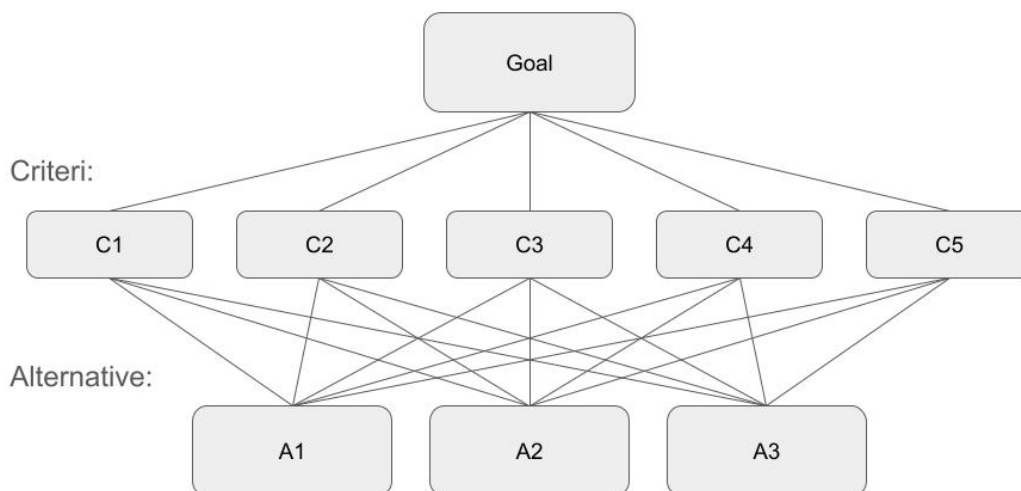 Goal
Criteri:
C1 C2 C3 C4 C5
Alternative:
A1 A2 A3